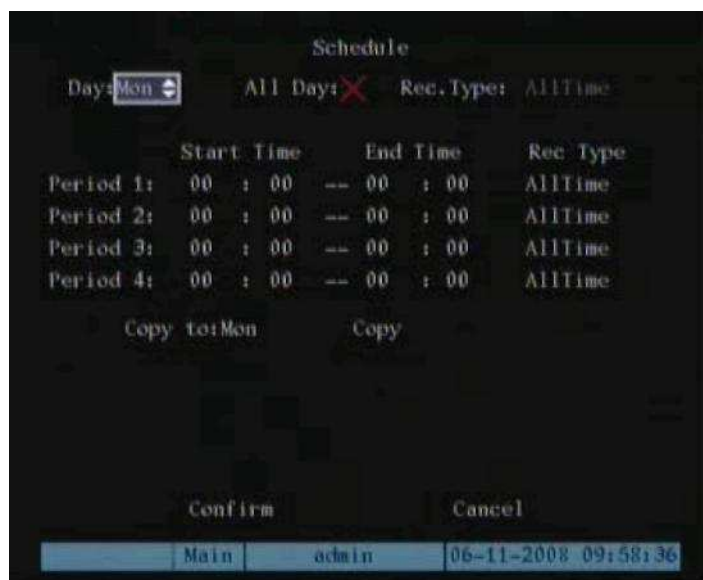 Schedule
Day:Mon All Day: Rec.Type: AllTime
Start Time End Time Rec Type
Period 1: 00 : 00 -- 00 : 00 AllTime
Period 2: 00 : 00 -- 00 : 00 AllTime
Period 3: 00 : 00 -- 00 : 00 AllTime
Period 4: 00 : 00 -- 00 : 00 AllTime
Copy to:Mon Copy
Confirm Cancel
Main admin 06-11-2008 09:58:36